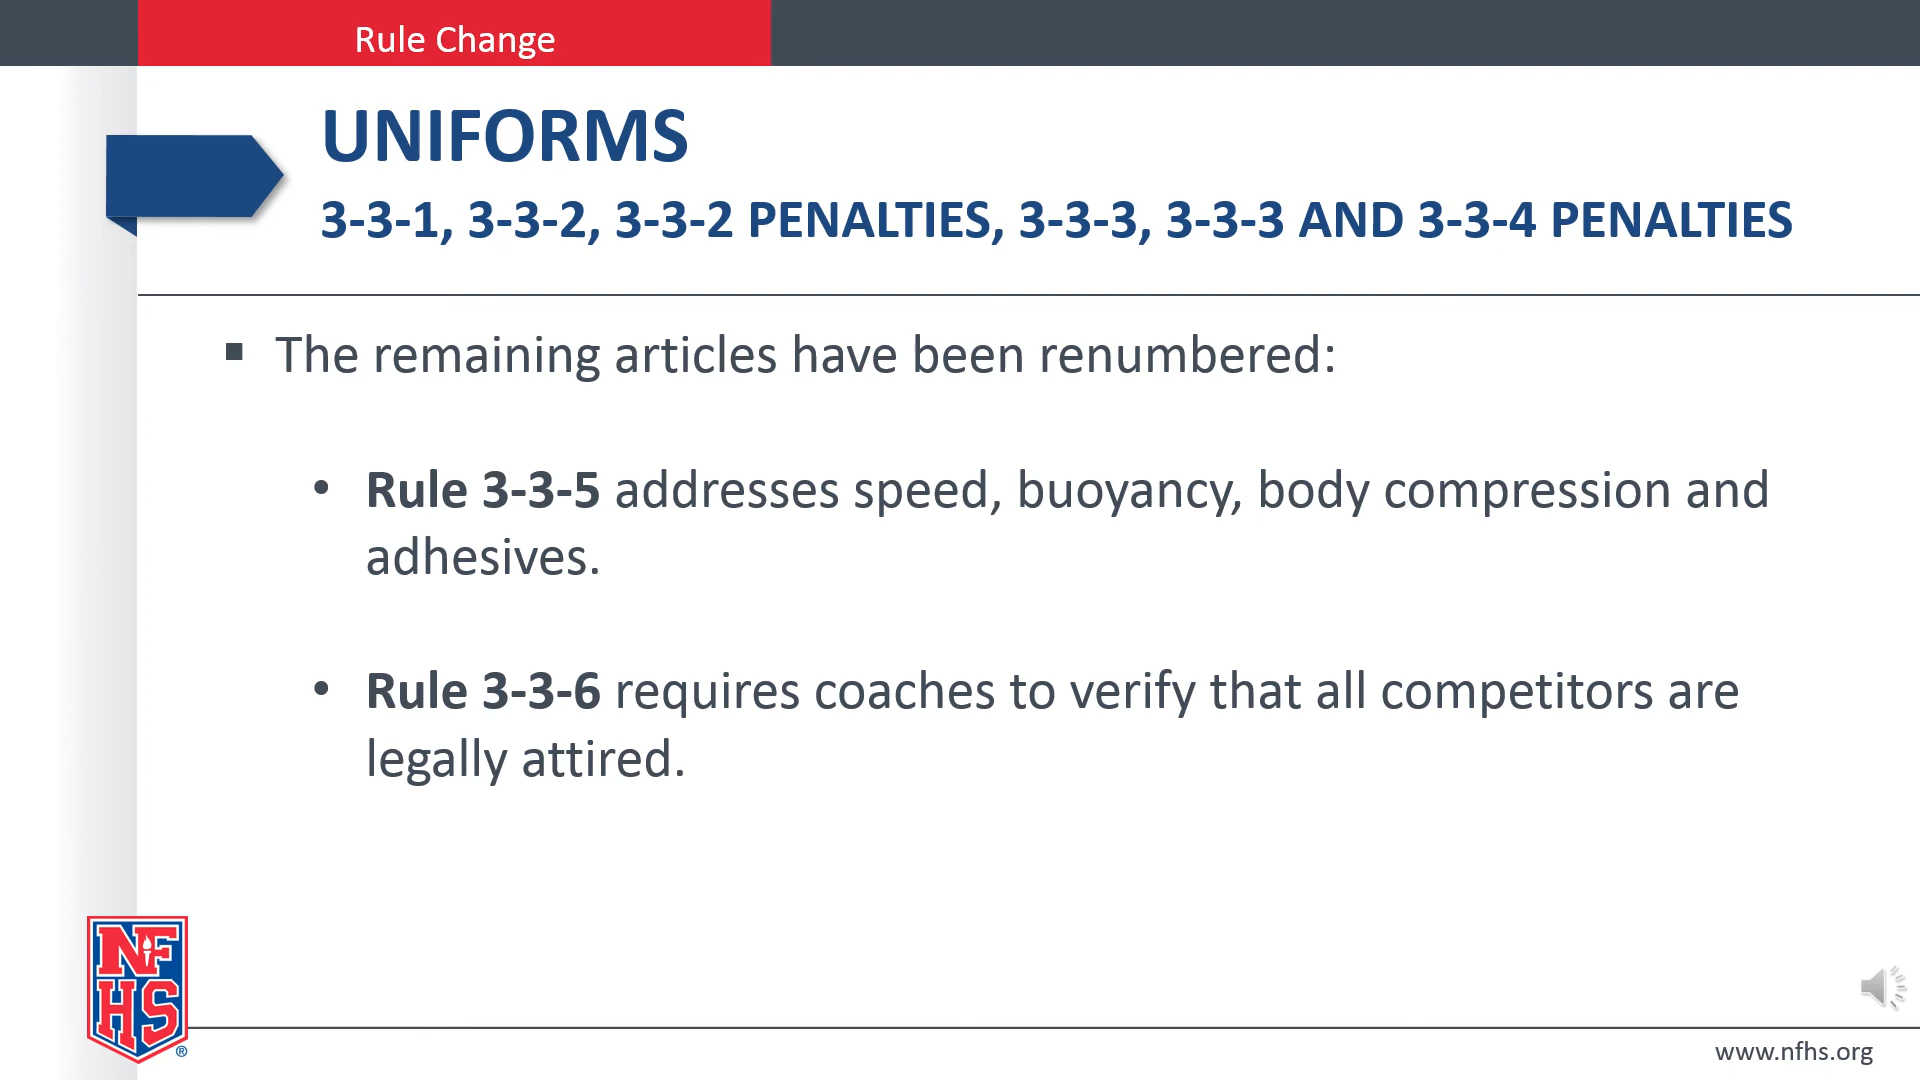 Rule Change
UNIFORMS
3-3-1, 3-3-2, 3-3-2 PENALTIES, 3-3-3, 3-3-3 AND 3-3-4 PENALTIES
▪ The remaining articles have been renumbered:
• Rule 3-3-5 addresses speed, buoyancy, body compression and
adhesives.
• Rule 3-3-6 requires coaches to verify that all competitors are
legally attired.
NF
HS
®
www.nfhs.org